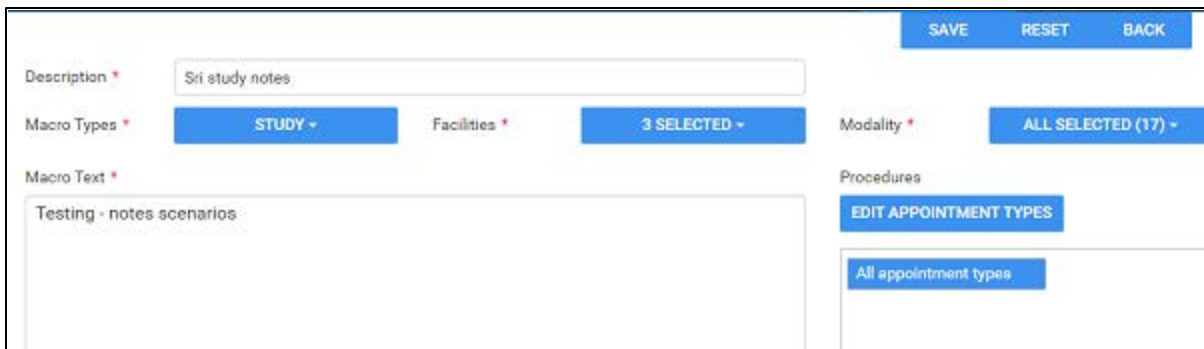 SAVE RESET BACK
Description * Sri study notes
Macro Types * STUDY Facilities * 3 SELECTED Modality * ALL SELECTED (17)
Macro Text * Procedures
Testing - notes scenarios EDIT APPOINTMENT TYPES
All appointment types